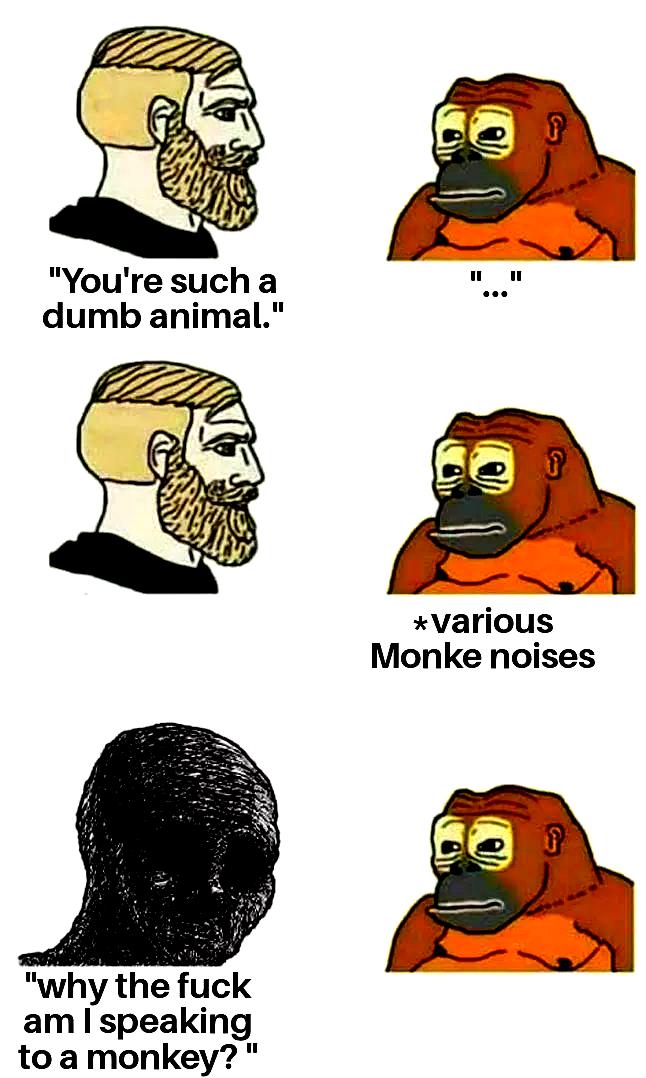 "You're such a
dumb animal."
"..."
*various
Monke noises
"why the fuck
am I speaking
to a monkey? "